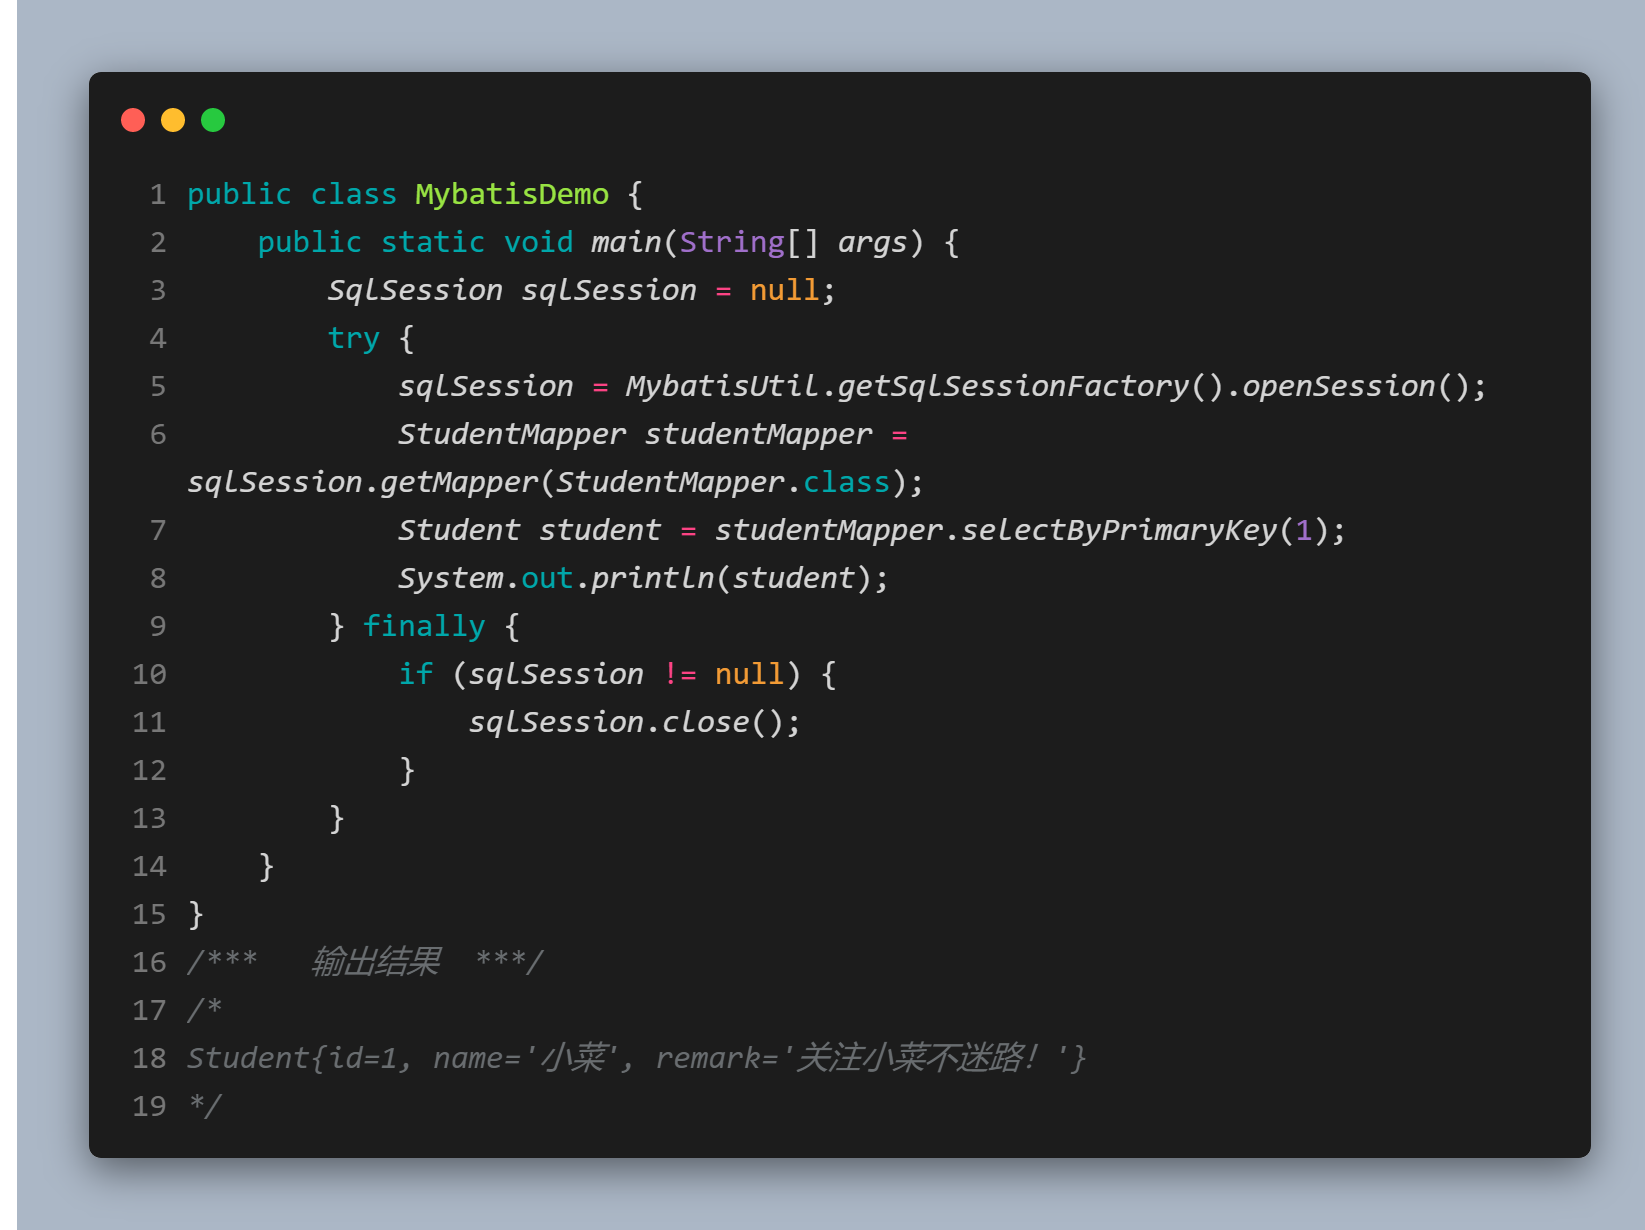 1 public class MybatisDemo {
2     public static void main(String[] args) {
3         SqlSession sqlSession = null;
4         try {
5             sqlSession = MybatisUtil.getSqlSessionFactory().openSession();
6             StudentMapper studentMapper =
sqlSession.getMapper(StudentMapper.class);
7             Student student = studentMapper.selectByPrimaryKey(1);
8             System.out.println(student);
9         } finally {
10             if (sqlSession != null) {
11                 sqlSession.close();
12             }
13         }
14     }
15 }
16 /***   输出结果  ***/
17 /*
18 Student{id=1, name='小菜', remark='关注小菜不迷路！'}
19 */